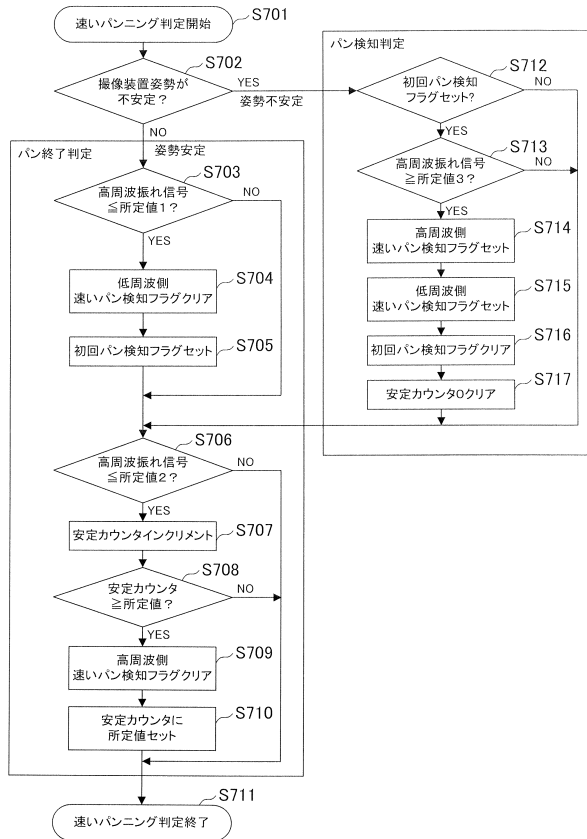 速いパンニング判定開始
S701
撮像装置姿勢が
不安定？
S702
YES
姿勢不安定
NO
姿勢安定
パン終了判定
高周波振れ信号
≦所定値1？
S703
NO
YES
低周波側
速いパン検知フラグクリア
S704
初回パン検知フラグセット
S705
高周波振れ信号
≦所定値2？
S706
NO
YES
安定カウンタインクリメント
S707
安定カウンタ
≧所定値？
S708
NO
YES
高周波側
速いパン検知フラグクリア
S709
安定カウンタに
所定値セット
S710
速いパンニング判定終了
S711
パン検知判定
初回パン検知
フラグセット?
S712
NO
YES
高周波振れ信号
≧所定値3？
S713
NO
YES
高周波側
速いパン検知フラグセット
S714
低周波側
速いパン検知フラグセット
S715
初回パン検知フラグクリア
S716
安定カウンタ0クリア
S717